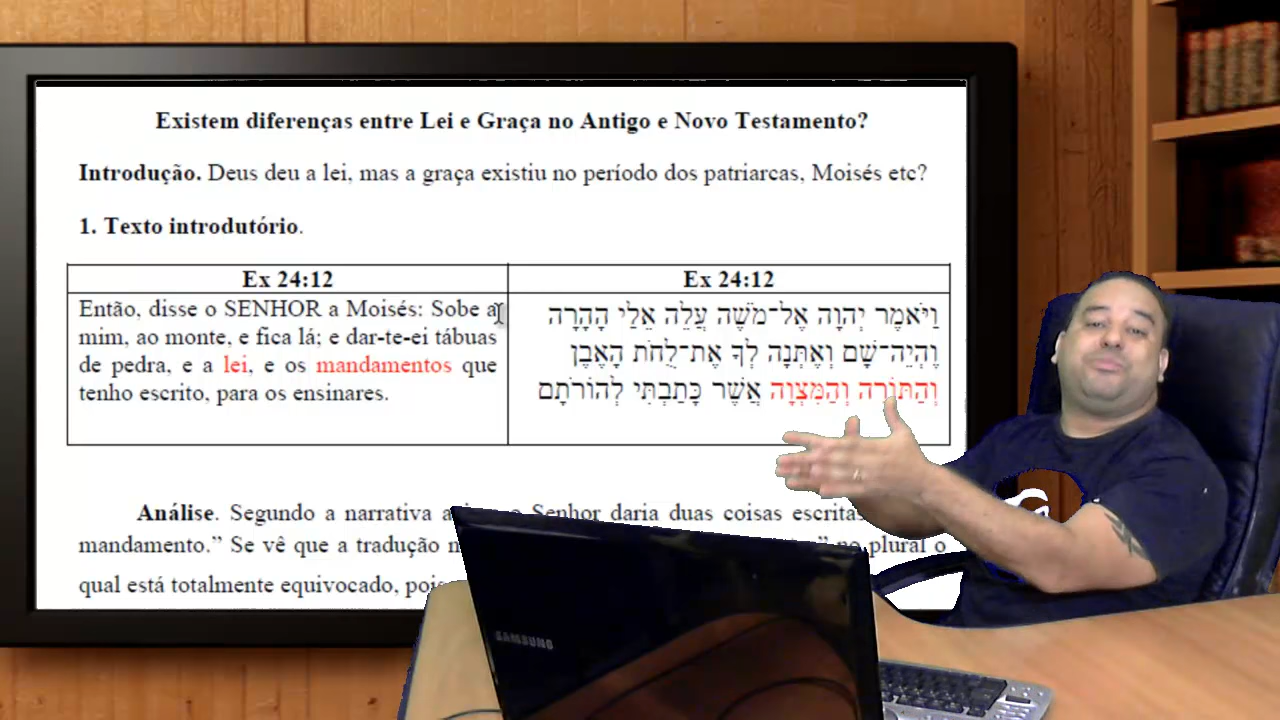 Existem diferenças entre Lei e Graça no Antigo e Novo Testamento?
Introdução. Deus deu a lei, mas a graça existiu no período dos patriarcas, Moisés etc?
1. Texto introdutório.
Ex 24:12
Então, disse o SENHOR a Moisés: Sobe a
mim, ao monte, e fica lá; e dar-te-ei tábuas
de pedra, e a lei, e os mandamentos que
tenho escrito, para os ensinares.
Ex 24:12
וַיֹּאמֶר יְהוָה אֶל־מֹשֶׁה עֲלֵה אֵלַי הָהָרָה
וֶהְיֵה־שָׁם וְאֶתְּנָה לְךָ אֶת־לֻחֹת הָאֶבֶן
וְהַתּוֹרָה וְהַמִּצְוָה אֲשֶׁר כָּתַבְתִּי לְהוֹרֹתָם
Análise. Segundo a narrativa Senhor daria duas coisas escritas
mandamento.” Se vê que a tradução no plural o
qual está totalmente equivocado,
SAMSUNG